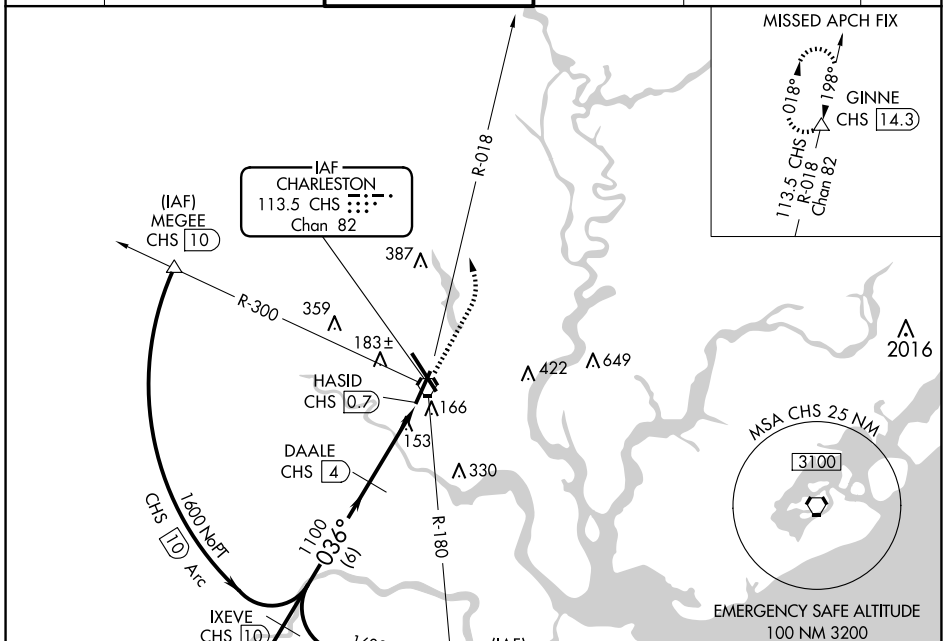 MISSED APCH FIX
018°
198°
GINNE
CHS 14.3
113.5 CHS
R-018
Chan 82
R-018
IAF
CHARLESTON
113.5 CHS
Chan 82
(IAF)
MEGEE
CHS 10
R-300
387
359
183±
HASID
CHS 0.7
166
153
422
649
2016
DAALE
CHS 4
330
MSA CHS 25 NM
3100
1600 NoPT
CHS 10 Arc
1100
036°
(6)
R-180
IXEVE
CHS 10
(IAF)
EMERGENCY SAFE ALTITUDE
100 NM 3200